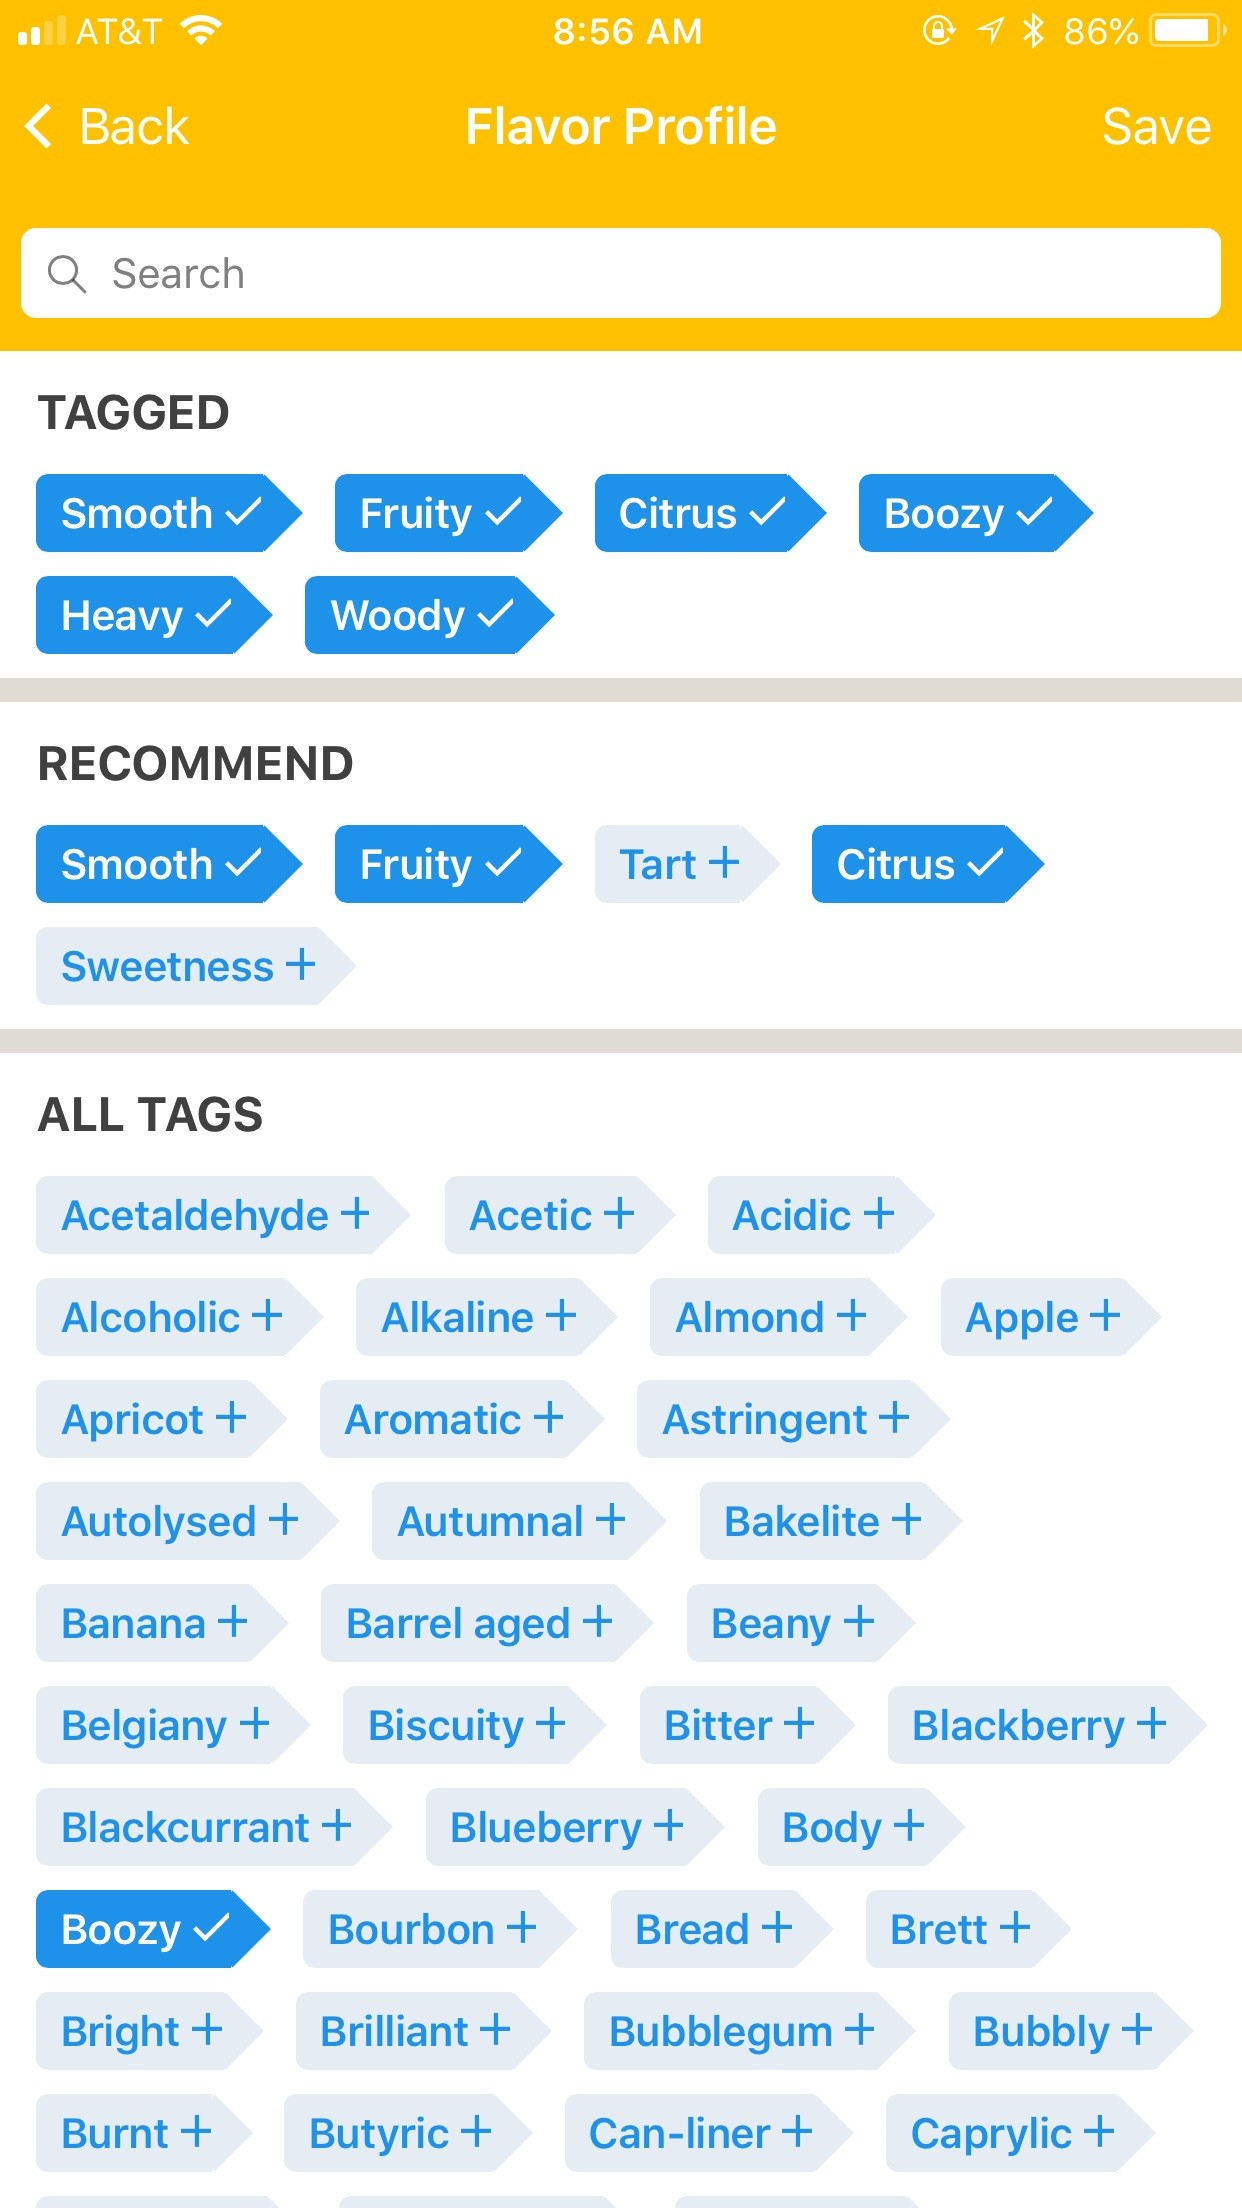 AT&T 8:56 AM 86%
Back Flavor Profile Save
Search
TAGGED
Smooth Fruity Citrus Boozy
Heavy Woody
RECOMMEND
Smooth Fruity Tart + Citrus
Sweetness +
ALL TAGS
Acetaldehyde + Acetic + Acidic +
Alcoholic + Alkaline + Almond + Apple +
Apricot + Aromatic + Astringent +
Autolysed + Autumnal + Bakelite +
Banana + Barrel aged + Beany +
Belgiany + Biscuity + Bitter + Blackberry +
Blackcurrant + Blueberry + Body +
Boozy Bourbon + Bread + Brett +
Bright + Brilliant + Bubblegum + Bubbly +
Burnt + Butyric + Can-liner + Caprylic +